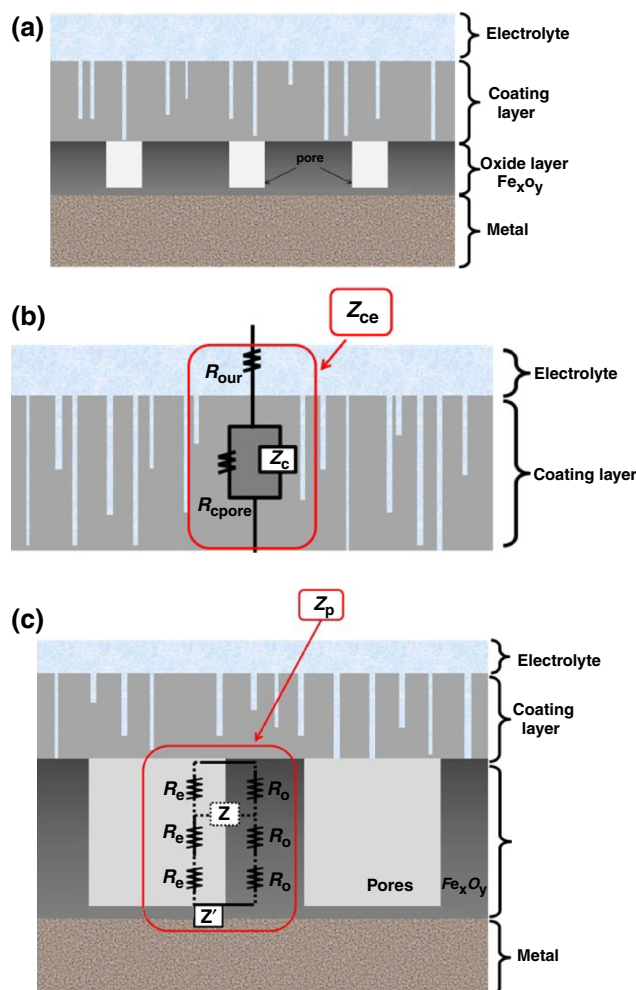 (a)
Electrolyte
Coating
layer
pore
Oxide layer
FexOy
Metal
(b)
Zce
Rour
Electrolyte
Zc
Coating layer
Rcpore
Zp
(c)
Electrolyte
Coating
layer
Re
Ro
Z
Re
Ro
Re
Ro
Pores
FexOy
Z'
Metal